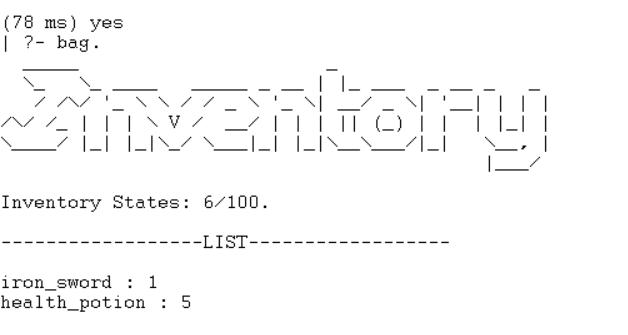 (78 ms) yes
| ?- bag.
Inventory
Inventory States: 6/100.
------------------LIST------------------
iron_sword : 1
health_potion : 5